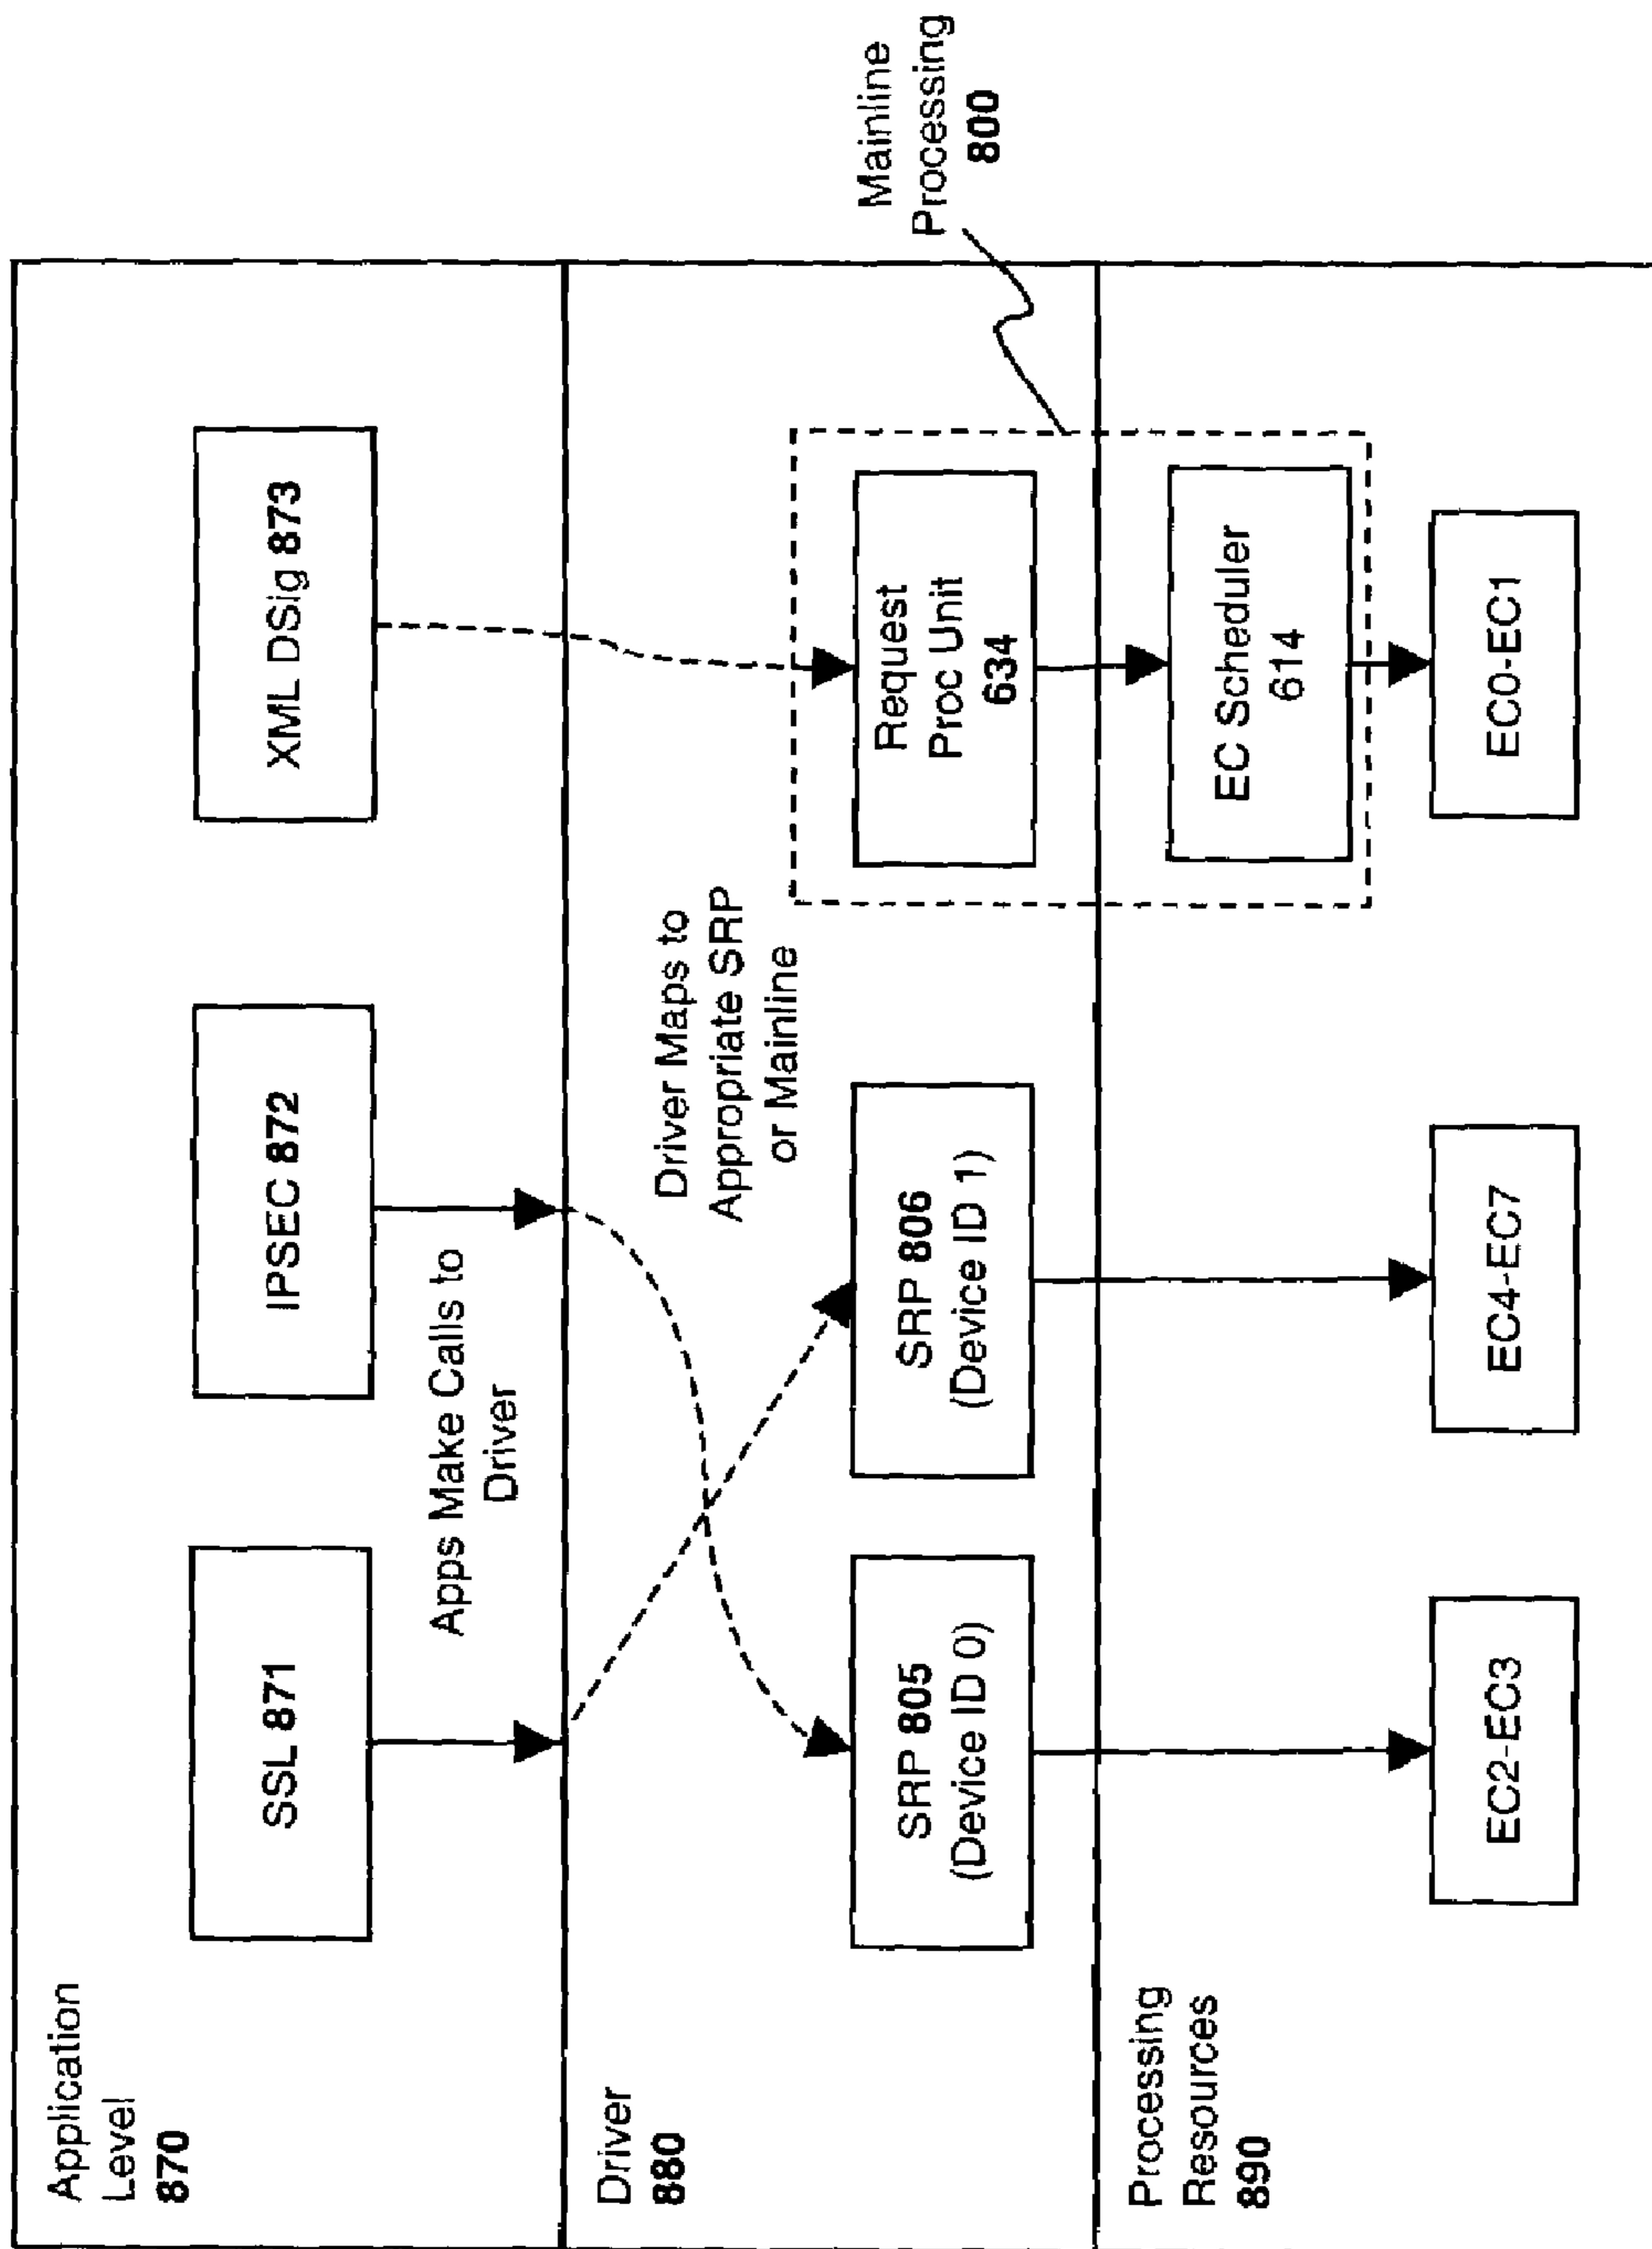 Application
Level
870
SSL 871
IPSEC 872
XML DSig 873
Apps Make Calls to
Driver
Driver
880
Driver Maps to
Appropriate SRP
or Mainline
SRP 805
(Device ID 0)
SRP 806
(Device ID 1)
Request
Proc Unit
634
Mainline
Processing
800
Processing
Resources
890
EC Scheduler
614
EC2-EC3
EC4-EC7
EC0-EC1